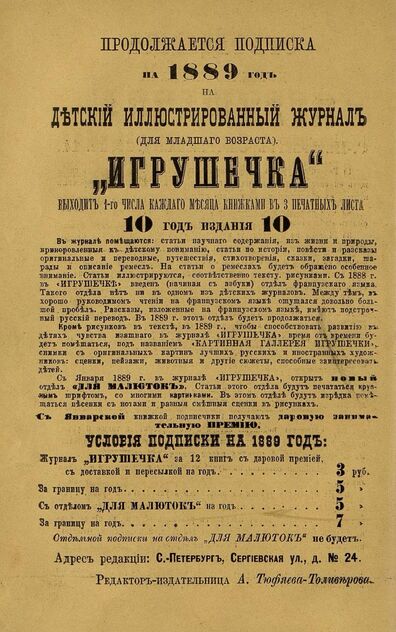 ПРОДОЛЖАЕТСЯ ПОДПИСКА
НА 1889 ГОДЪ
НА
ДѢТСКІЙ ИЛЛЮСТРИРОВАННЫЙ ЖУРНАЛЪ
(ДЛЯ МЛАДШАГО ВОЗРАСТА).
„ИГРУШЕЧКА“
ВЫХОДИТЪ 1-го ЧИСЛА КАЖДАГО МѢСЯЦА КНИЖКАМИ ВЪ 3 ПЕЧАТНЫХЪ ЛИСТА
10 ГОДЪ ИЗДАНІЯ 10
Въ журналѣ помѣщаются: статьи научнаго содержанія, изъ жизни и природы,
приноровленныя къ дѣтскому пониманію, статьи по исторіи, повѣсти и разсказы
оригинальные и переводные, путешествія, стихотворенія, сказки, загадки, ша-
рады и описаніе ремеслъ. На статьи о ремеслахъ будетъ обращено особенное
вниманіе. Статьи иллюстрируются, соотвѣтственно тексту, рисунками. Съ 1888 г.
въ «ИГРУШЕЧКѢ» введенъ (начиная съ азбуки) отдѣлъ французскаго языка.
Такого отдѣла нѣтъ ни въ одномъ изъ дѣтскихъ журналовъ. Между тѣмъ, въ
хорошо руководимомъ чтеніи на французскомъ языкѣ ощущался довольно боль-
шой пробѣлъ. Разсказы, изложенные на французскомъ языкѣ, имѣютъ подстроч-
ный русскій переводъ. Въ 1889 г. этотъ отдѣлъ будетъ продолжаться.
Кромѣ рисунковъ въ текстѣ, въ 1889 г., чтобы способствовать развитію въ
дѣтяхъ чувства изящнаго въ журналѣ «ИГРУШЕЧКА» время отъ времени будутъ
помѣщаться, подъ названіемъ «КАРТИННАЯ ГАЛЛЕРЕЯ ИГРУШЕЧКИ»,
снимки съ оригинальныхъ картинъ лучшихъ русскихъ и иностранныхъ художни-
ковъ: сценки, пейзажи, животныя и другіе сюжеты, способные заинтересовать
дѣтей.
Съ Января 1889 г. въ журналѣ «ИГРУШЕЧКА», открытъ новый
отдѣлъ «ДЛЯ МАЛЮТОКЪ». Статьи этого отдѣла будутъ печататься круп-
нымъ шрифтомъ, со многими картинками. Въ этомъ отдѣлѣ будутъ изрѣдка помѣ-
щаться пѣсенки съ нотами и разныя смѣшныя сценки въ рисункахъ.
Съ Январской книжкой подписчики получаютъ даровую занима-
тельную ПРЕМІЮ.
УСЛОВІЯ ПОДПИСКИ НА 1889 ГОДЪ:
Журналъ „ИГРУШЕЧКА“ за 12 книгъ съ даровой преміей,
съ доставкой и пересылкой на годъ. 3 руб.
За границу на годъ. 5 »
Съ отдѣломъ „ДЛЯ МАЛЮТОКЪ“ на годъ 5 »
За границу на годъ. 7 »
Отдѣльной подписки на отдѣлъ „ДЛЯ МАЛЮТОКЪ“ не будетъ.
Адресъ редакціи: С.-Петербургъ, Сергіевская ул., д. № 24.
Редакторъ-издательница А. Тюфяева-Толивѣрова.